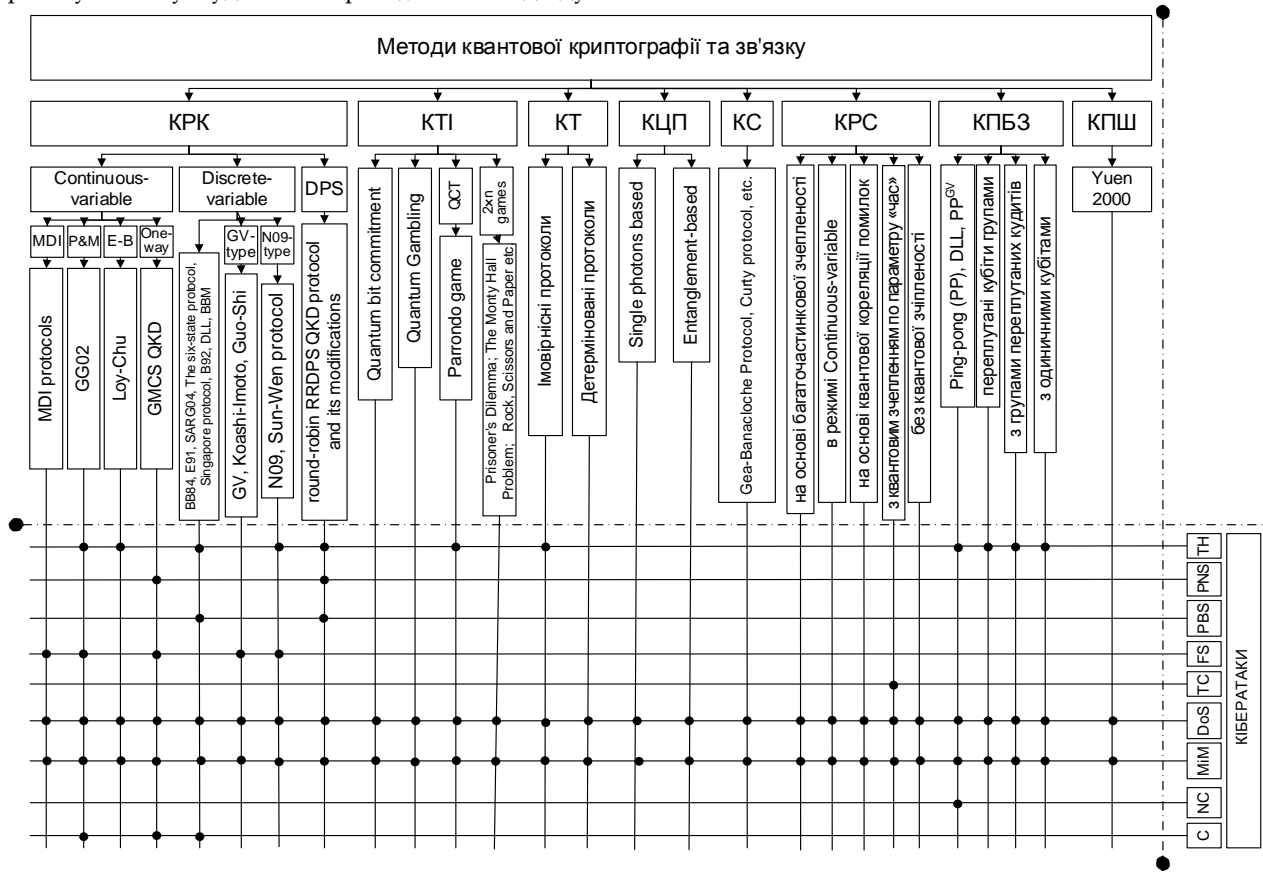 Методи квантової криптографії та зв'язку
КРК
КТІ
КТ
КЦП
КС
КРС
КПБЗ
КПШ
Continuous-
variable
Discrete-
variable
DPS
MDI
P&M
E-B
One-
way
GV-
type
N09-
type
MDI protocols
GG02
Loy-Chu
GMCS QKD
BB84, E91, SARG04, The six-state protocol,
Singapore protocol, B92, DLL, BBM
GV, Koashi-Imoto, Guo-Shi
N09, Sun-Wen protocol
round-robin RRDPS QKD protocol
and its modifications
Quantum bit commitment
Quantum Gambling
QCT
Parrondo game
2xn
games
Prisoner's Dilemma; The Monty Hall
Problem; Rock, Scissors and Paper etc
Імовірнісні протоколи
Детерміновані протоколи
Single photons based
Entanglement-based
Gea-Banacloche Protocol, Curty protocol, etc.
на основі багаточастинкової зчепленості
в режимі Continuous-variable
на основі квантової кореляції помилок
з квантовим зчепленням по параметру «час»
без квантової зчіпленості
Ping-pong (PP), DLL, PP^GV
переплутані кубіти групами
з групами переплутаних кудитів
з одиничними кубітами
Yuen
2000
TH
PNS
PBS
FS
TC
DoS
MiM
NC
C
КІБЕРАТАКИ